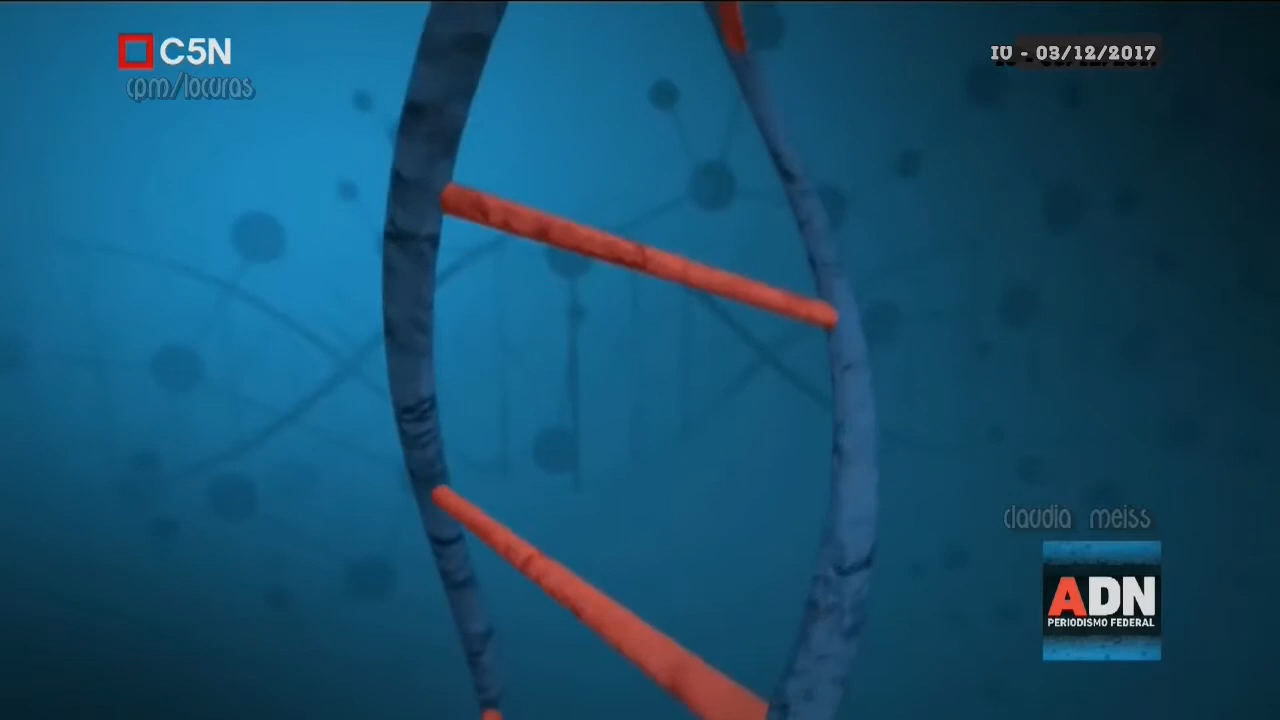 C5N
cpm/locuras
IU - 03/12/2017
claudia meiss
ADN
PERIODISMO FEDERAL